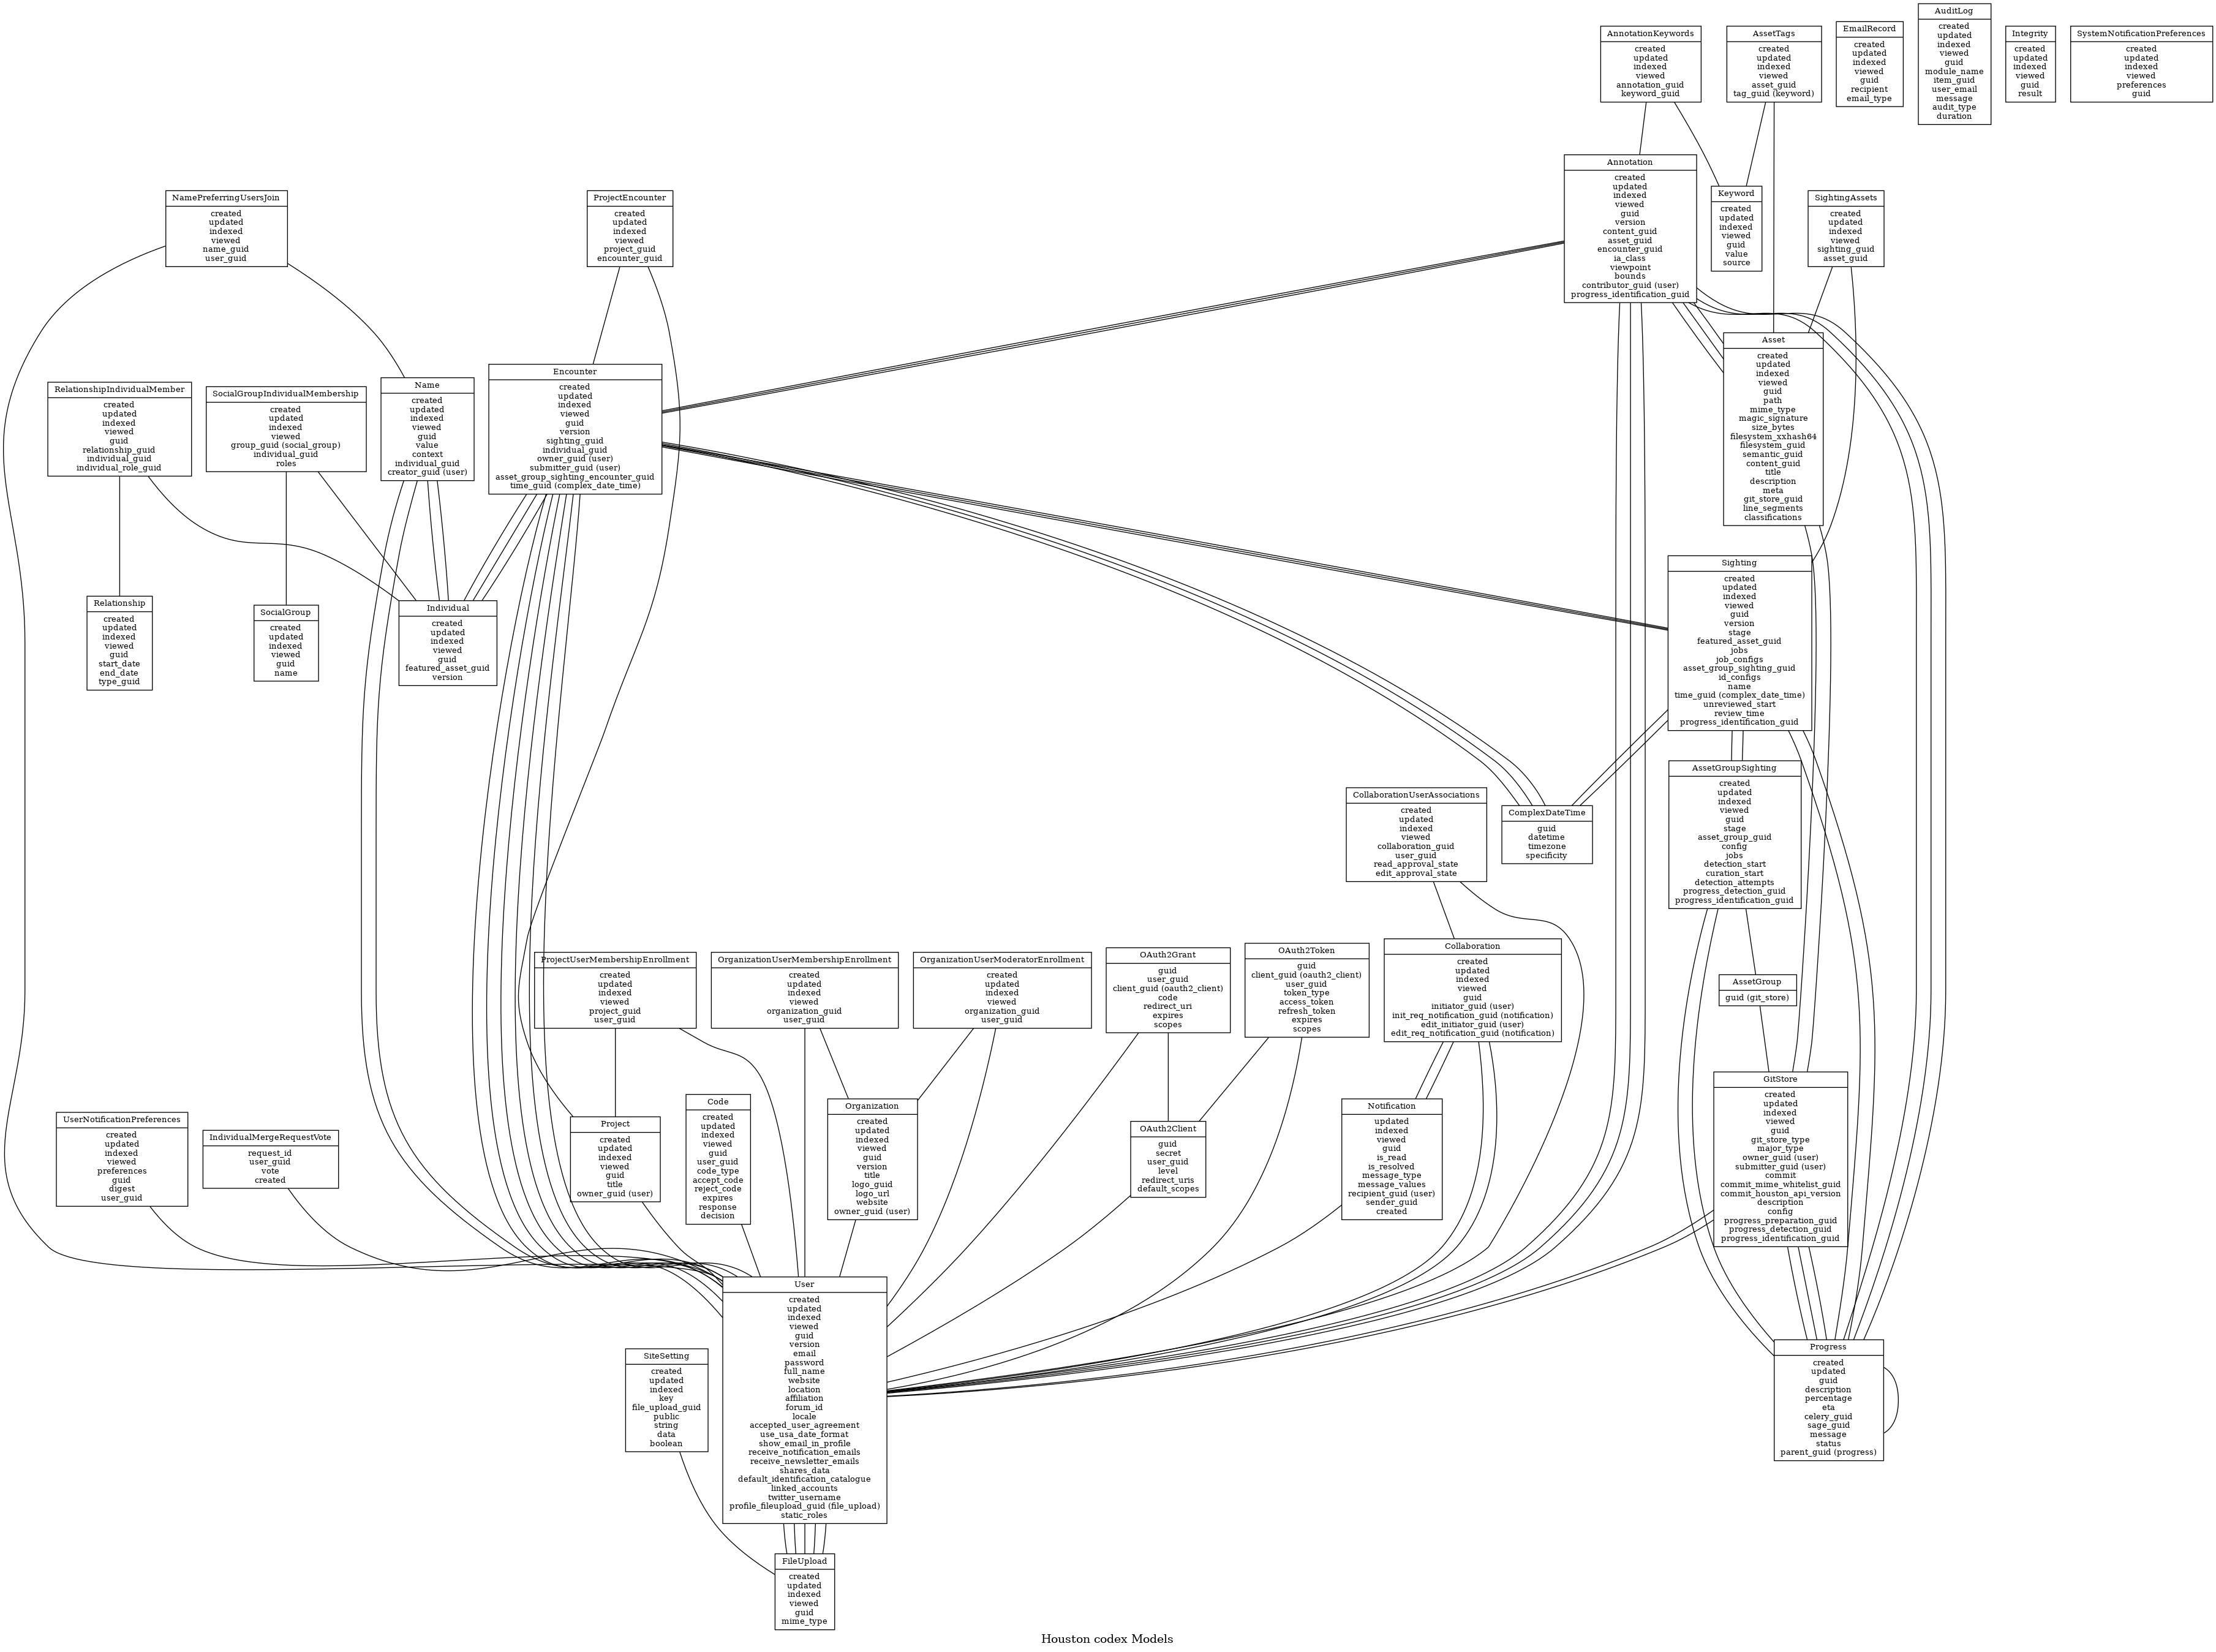 AuditLog
created
updated
indexed
viewed
guid
module_name
item_guid
user_email
message
audit_type
duration
AnnotationKeywords
created
updated
indexed
viewed
annotation_guid
keyword_guid
AssetTags
created
updated
indexed
viewed
asset_guid
tag_guid (keyword)
EmailRecord
created
updated
indexed
viewed
guid
recipient
email_type
Integrity
created
updated
indexed
viewed
guid
result
SystemNotificationPreferences
created
updated
indexed
viewed
preferences
guid
Annotation
created
updated
indexed
viewed
guid
version
content_guid
asset_guid
encounter_guid
ia_class
viewpoint
bounds
contributor_guid (user)
progress_identification_guid
Keyword
created
updated
indexed
viewed
guid
value
source
SightingAssets
created
updated
indexed
viewed
sighting_guid
asset_guid
NamePreferringUsersJoin
created
updated
indexed
viewed
name_guid
user_guid
ProjectEncounter
created
updated
indexed
viewed
project_guid
encounter_guid
Asset
created
updated
indexed
viewed
guid
path
mime_type
magic_signature
size_bytes
filesystem_xxhash64
filesystem_guid
semantic_guid
content_guid
title
description
meta
git_store_guid
line_segments
classifications
RelationshipIndividualMember
created
updated
indexed
viewed
guid
relationship_guid
individual_guid
individual_role_guid
SocialGroupIndividualMembership
created
updated
indexed
viewed
group_guid (social_group)
individual_guid
roles
Name
created
updated
indexed
viewed
guid
value
context
individual_guid
creator_guid (user)
Encounter
created
updated
indexed
viewed
guid
version
sighting_guid
individual_guid
owner_guid (user)
submitter_guid (user)
asset_group_sighting_encounter_guid
time_guid (complex_date_time)
Sighting
created
updated
indexed
viewed
guid
version
stage
featured_asset_guid
jobs
job_configs
asset_group_sighting_guid
id_configs
name
time_guid (complex_date_time)
unreviewed_start
review_time
progress_identification_guid
Relationship
created
updated
indexed
viewed
guid
start_date
end_date
type_guid
SocialGroup
created
updated
indexed
viewed
guid
name
Individual
created
updated
indexed
viewed
guid
featured_asset_guid
version
AssetGroupSighting
created
updated
indexed
viewed
guid
stage
asset_group_guid
config
jobs
detection_start
curation_start
detection_attempts
progress_detection_guid
progress_identification_guid
CollaborationUserAssociations
created
updated
indexed
viewed
collaboration_guid
user_guid
read_approval_state
edit_approval_state
ComplexDateTime
guid
datetime
timezone
specificity
ProjectUserMembershipEnrollment
created
updated
indexed
viewed
project_guid
user_guid
OrganizationUserMembershipEnrollment
created
updated
indexed
viewed
organization_guid
user_guid
OrganizationUserModeratorEnrollment
created
updated
indexed
viewed
organization_guid
user_guid
OAuth2Grant
guid
user_guid
client_guid (oauth2_client)
code
redirect_uri
expires
scopes
OAuth2Token
guid
client_guid (oauth2_client)
user_guid
token_type
access_token
refresh_token
expires
scopes
Collaboration
created
updated
indexed
viewed
guid
initiator_guid (user)
init_req_notification_guid (notification)
edit_initiator_guid (user)
edit_req_notification_guid (notification)
AssetGroup
guid (git_store)
UserNotificationPreferences
created
updated
indexed
viewed
preferences
guid
digest
user_guid
IndividualMergeRequestVote
request_id
user_guid
vote
created
Project
created
updated
indexed
viewed
guid
title
owner_guid (user)
Code
created
updated
indexed
viewed
guid
user_guid
code_type
accept_code
reject_code
expires
response
decision
Organization
created
updated
indexed
viewed
guid
version
title
logo_guid
logo_url
website
owner_guid (user)
OAuth2Client
guid
secret
user_guid
level
redirect_uris
default_scopes
Notification
updated
indexed
viewed
guid
is_read
is_resolved
message_type
message_values
recipient_guid (user)
sender_guid
created
GitStore
created
updated
indexed
viewed
guid
git_store_type
major_type
owner_guid (user)
submitter_guid (user)
commit
commit_mime_whitelist_guid
commit_houston_api_version
description
config
progress_preparation_guid
progress_detection_guid
progress_identification_guid
User
created
updated
indexed
viewed
guid
version
email
password
full_name
website
location
affiliation
forum_id
locale
accepted_user_agreement
use_usa_date_format
show_email_in_profile
receive_notification_emails
receive_newsletter_emails
shares_data
default_identification_catalogue
linked_accounts
twitter_username
profile_fileupload_guid (file_upload)
static_roles
SiteSetting
created
updated
indexed
key
file_upload_guid
public
string
data
boolean
Progress
created
updated
guid
description
percentage
eta
celery_guid
sage_guid
message
status
parent_guid (progress)
FileUpload
created
updated
indexed
viewed
guid
mime_type
Houston codex Models